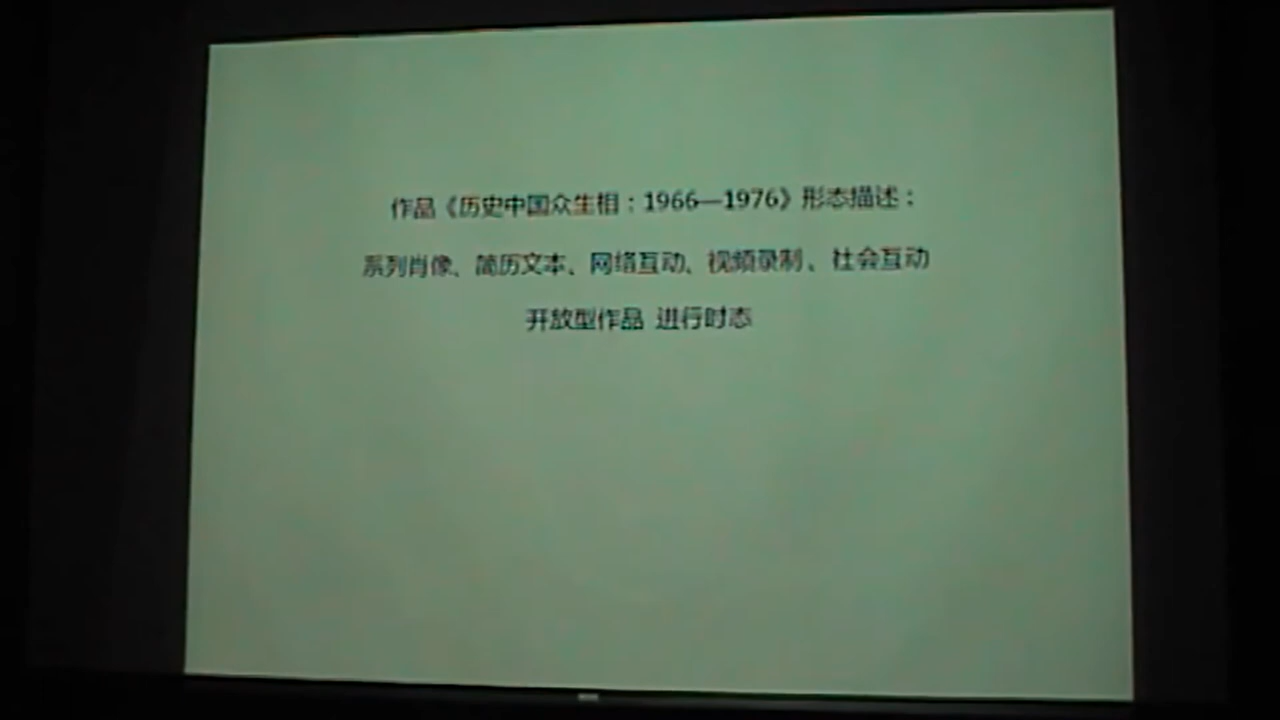 作品《历史中国众生相：1966—1976》形态描述：
系列肖像、简历文本、网络互动、视频录制、社会互动
开放型作品 进行时态